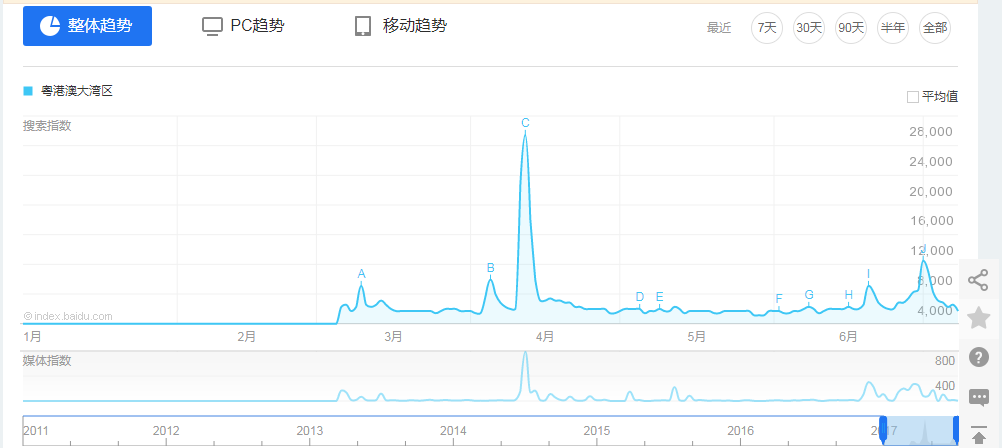 整体趋势 PC趋势 移动趋势 最近 7天 30天 90天 半年 全部
粤港澳大湾区 平均值
搜索指数
C
28,000
24,000
20,000
16,000
J
12,000
A B I
8,000
D E F G H
4,000
© index.baidu.com
1月 2月 3月 4月 5月 6月
媒体指数 800
400
2011 2012 2013 2014 2015 2016 2017